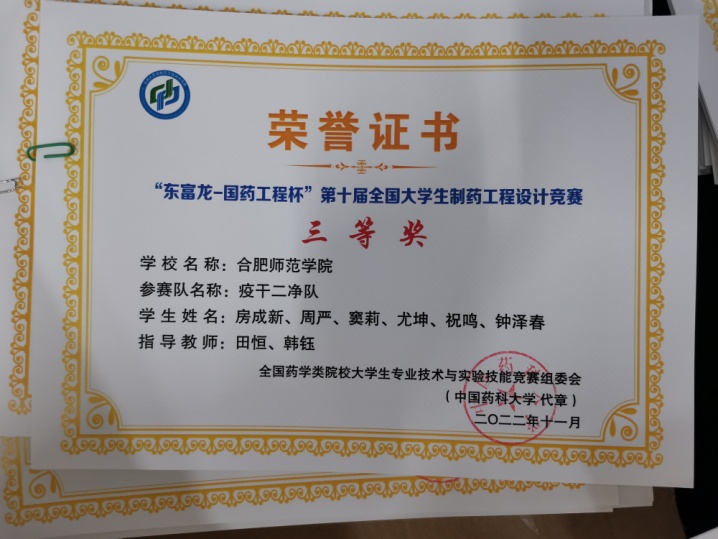 荣誉证书
“东富龙-国药工程杯”第十届全国大学生制药工程设计竞赛
三等奖
学校名称：合肥师范学院
参赛队名称：疫干二净队
学生姓名：房成新、周严、窦莉、尤坤、祝鸣、钟泽春
指导教师：田恒、韩钰
全国药学类院校大学生专业技术与实验技能竞赛组委会
（中国药科大学代章）
二〇二二年十一月